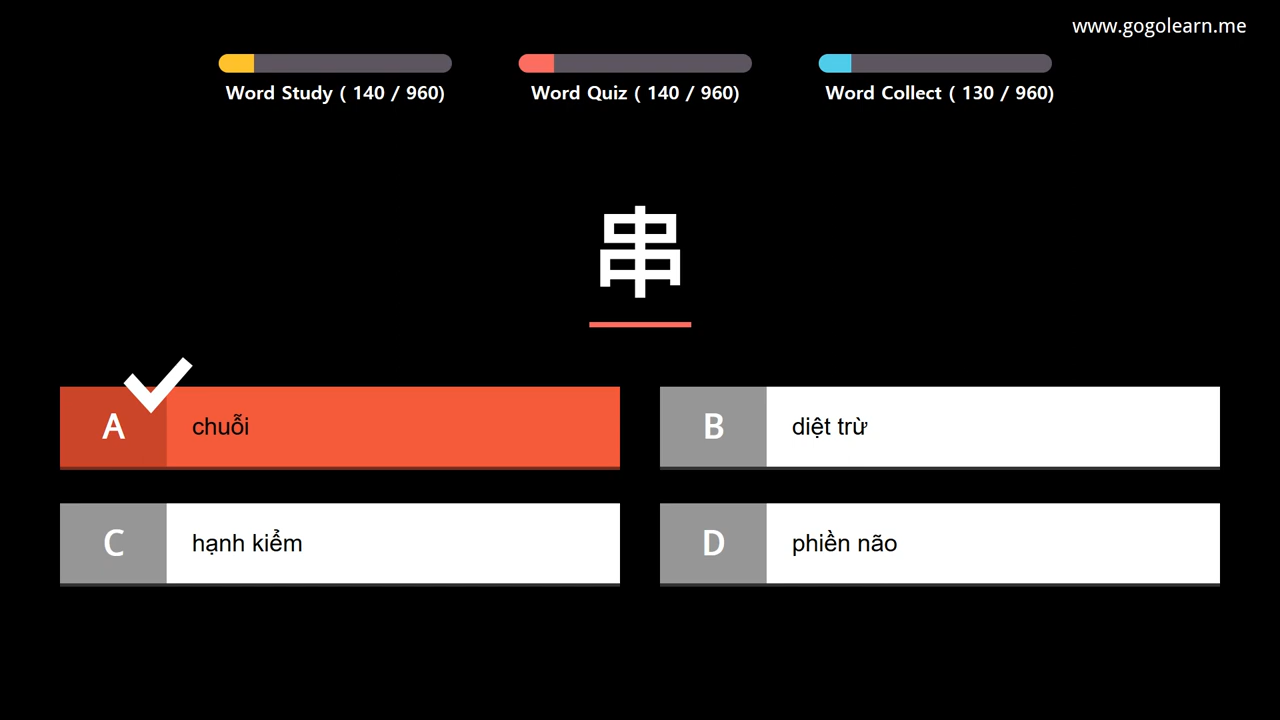 www.gogolearn.me
Word Study ( 140 / 960)
Word Quiz ( 140 / 960)
Word Collect ( 130 / 960)
串
A chuỗi
B diệt trừ
C hạnh kiểm
D phiền não